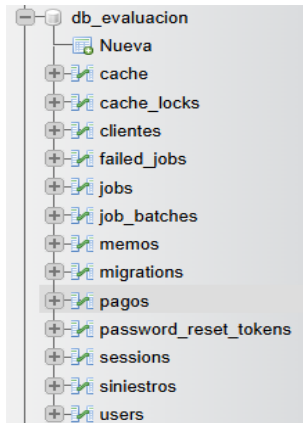 db_evaluacion
Nueva
cache
cache_locks
clientes
failed_jobs
jobs
job_batches
memos
migrations
pagos
password_reset_tokens
sessions
siniestros
users